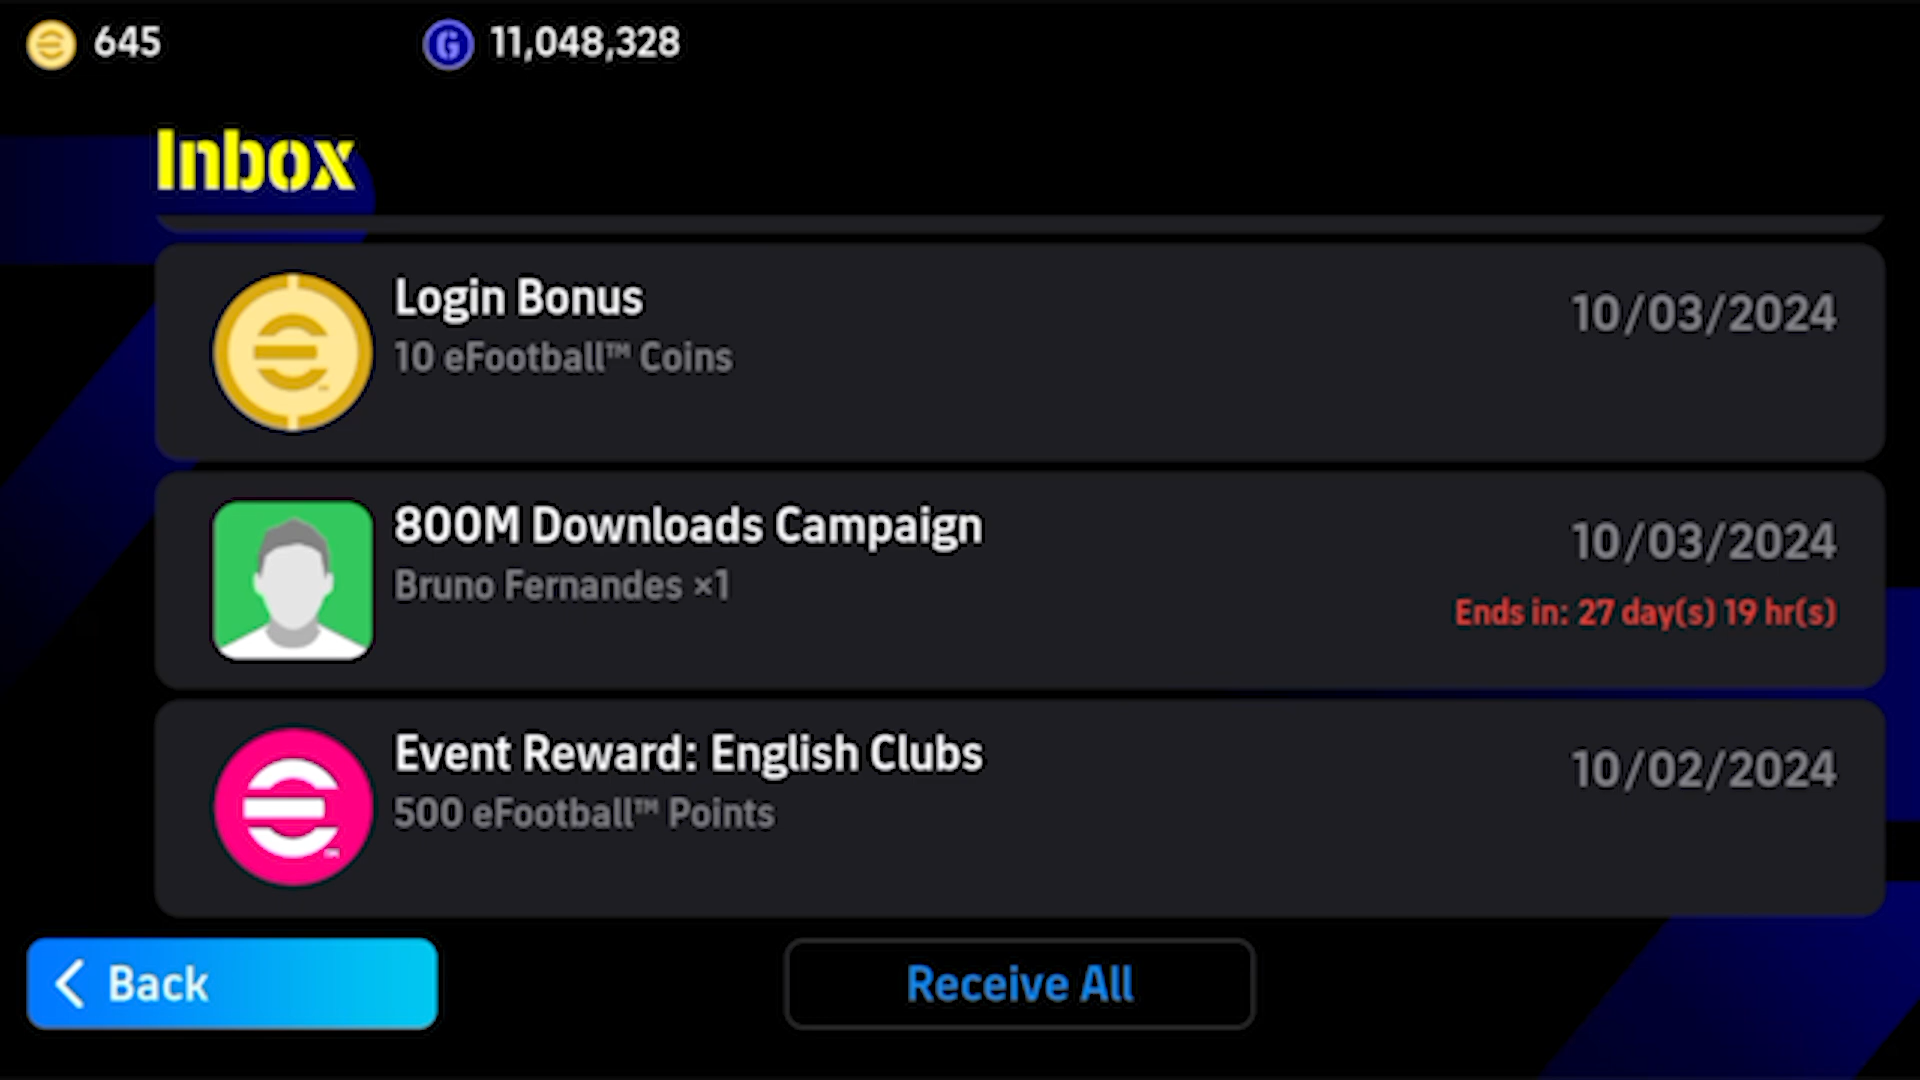 645
11,048,328
Inbox
Login Bonus
10/03/2024
10 eFootball™ Coins
800M Downloads Campaign
10/03/2024
Bruno Fernandes ×1
Ends in: 27 day(s) 19 hr(s)
Event Reward: English Clubs
10/02/2024
500 eFootball™ Points
Back
Receive All